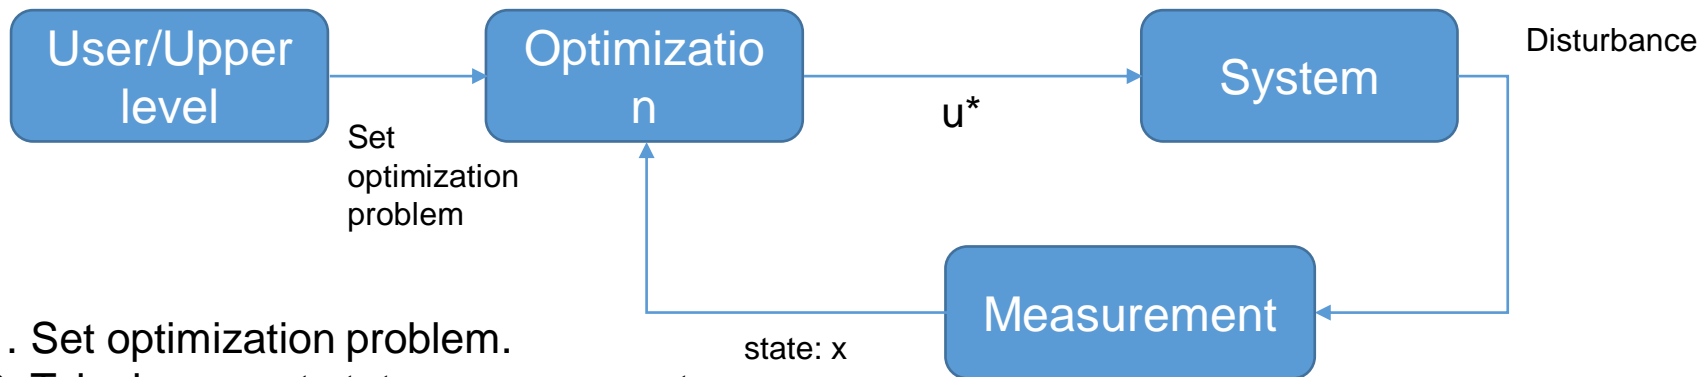 User/Upper
level
Optimizatio
n
System
Disturbance
u*
Set
optimization
problem
Measurement
state: x
. Set optimization problem.